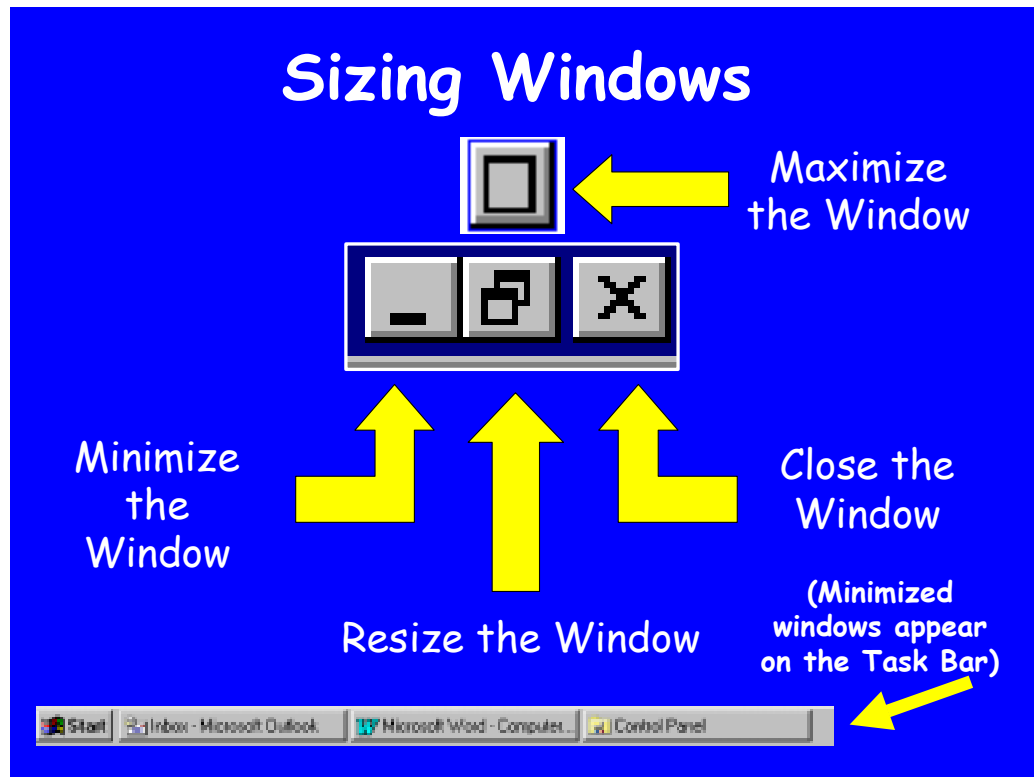 Sizing Windows
Maximize
the Window
Minimize
the
Window
Close the
Window
Resize the Window
(Minimized
windows appear
on the Task Bar)
Start Inbox - Microsoft Outlook Microsoft Word - Computer... Control Panel